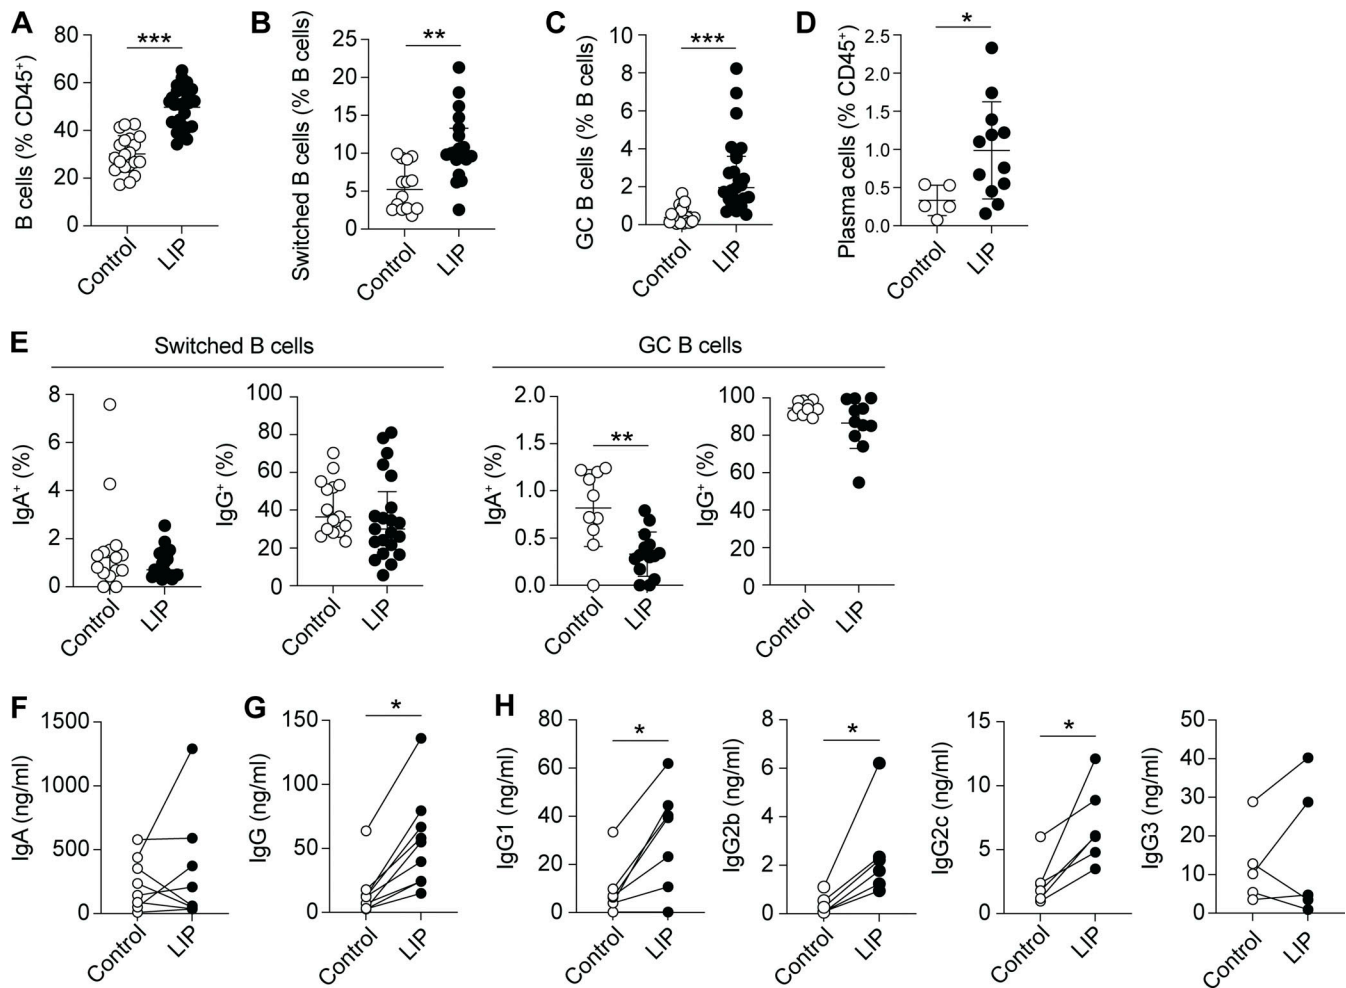 A
B cells (% CD45⁺)
80
60
40
20
0
***
Control
LIP
B
Switched B cells (% B cells)
25
20
15
10
5
0
**
Control
LIP
C
GC B cells (% B cells)
10
8
6
4
2
0
***
Control
LIP
D
Plasma cells (% CD45⁺)
2.5
2.0
1.5
1.0
0.5
0.0
*
Control
LIP
E
Switched B cells
IgA⁺ (%)
8
6
4
2
0
Control
LIP
IgG⁺ (%)
100
80
60
40
20
0
Control
LIP
GC B cells
IgA⁺ (%)
2.0
1.5
1.0
0.5
0.0
**
Control
LIP
IgG⁺ (%)
100
80
60
40
20
0
Control
LIP
F
IgA (ng/ml)
1500
1000
500
0
Control
LIP
G
IgG (ng/ml)
150
100
50
0
*
Control
LIP
H
IgG1 (ng/ml)
80
60
40
20
0
*
Control
LIP
IgG2b (ng/ml)
8
6
4
2
0
*
Control
LIP
IgG2c (ng/ml)
15
10
5
0
*
Control
LIP
IgG3 (ng/ml)
50
40
30
20
10
0
Control
LIP